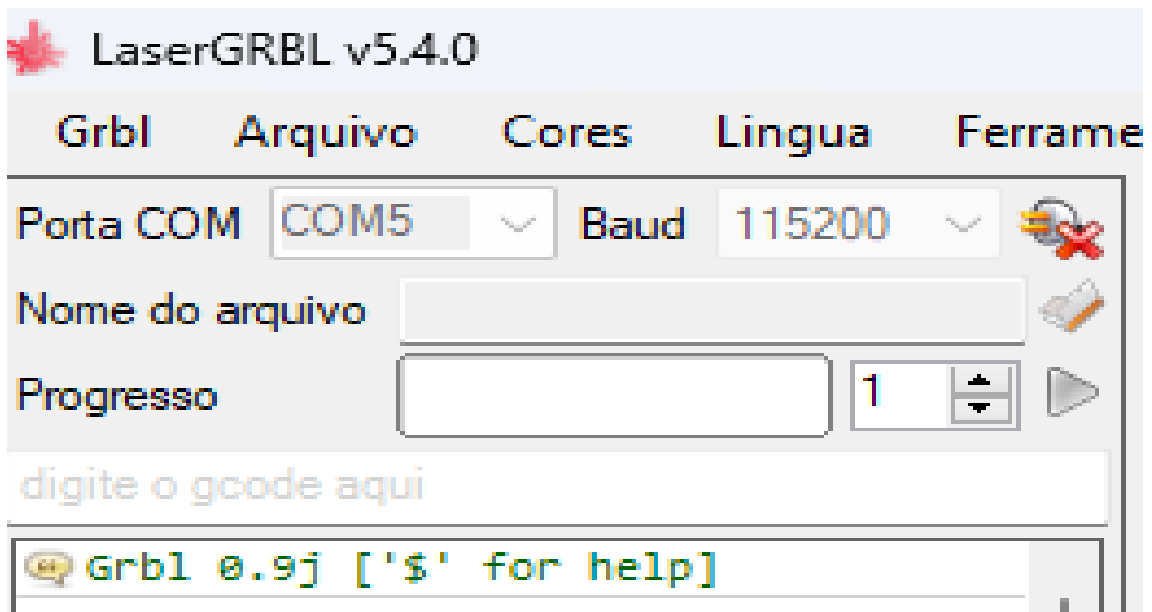 LaserGRBL v5.4.0
Grbl Arquivo Cores Lingua Ferrame
Porta COM COM5 Baud 115200
Nome do arquivo
Progresso 1
digite o gcode aqui
Grbl 0.9j ['$' for help]